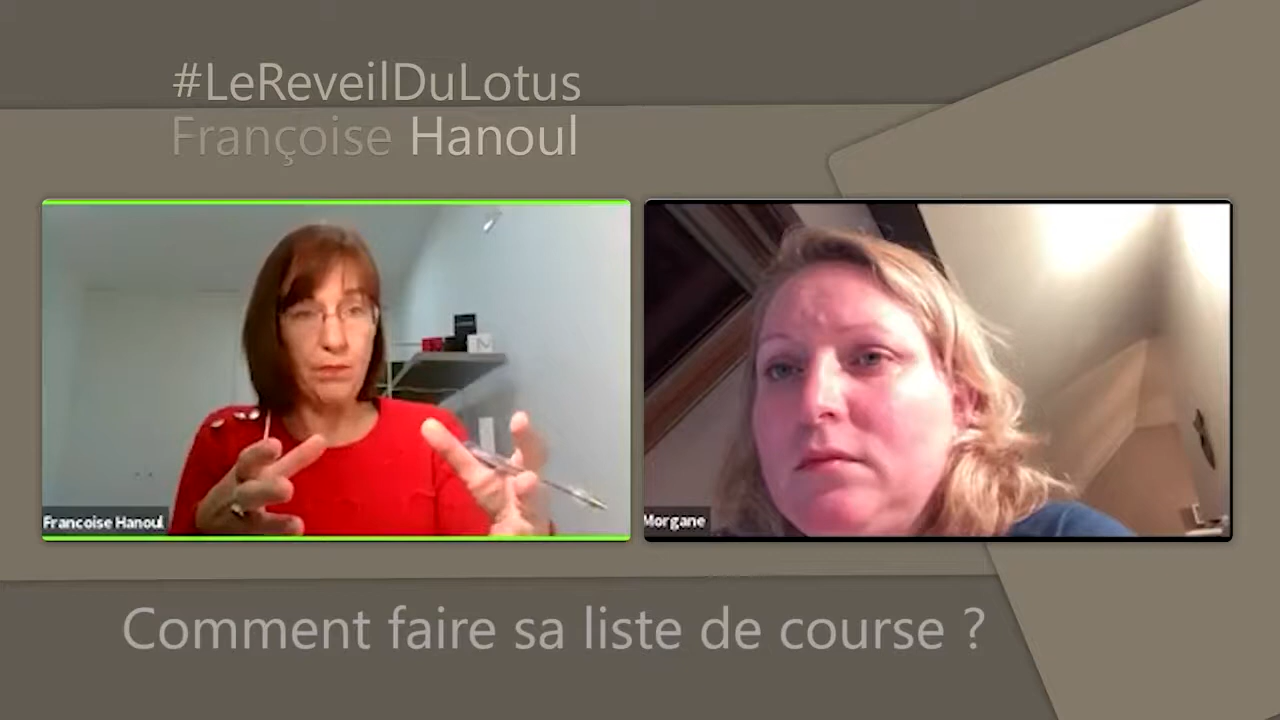 #LeReveilDuLotus
Françoise Hanoul
Francoise Hanoul
Morgane
Comment faire sa liste de course ?